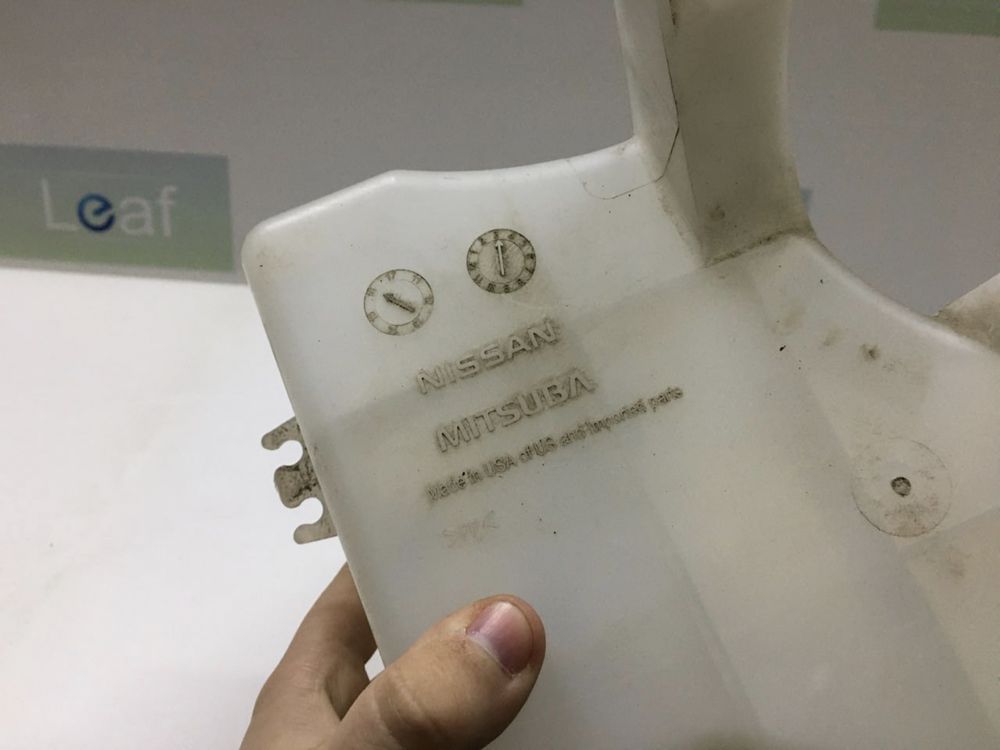 Leaf
NISSAN
MITSUBA
Made in USA of US and Imported parts